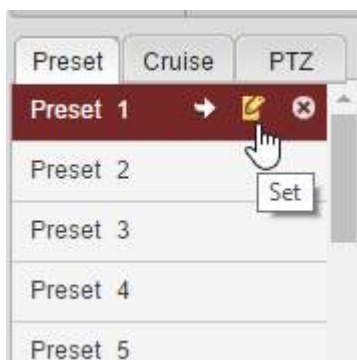 Preset Cruise PTZ
Preset 1
Set
Preset 2
Preset 3
Preset 4
Preset 5